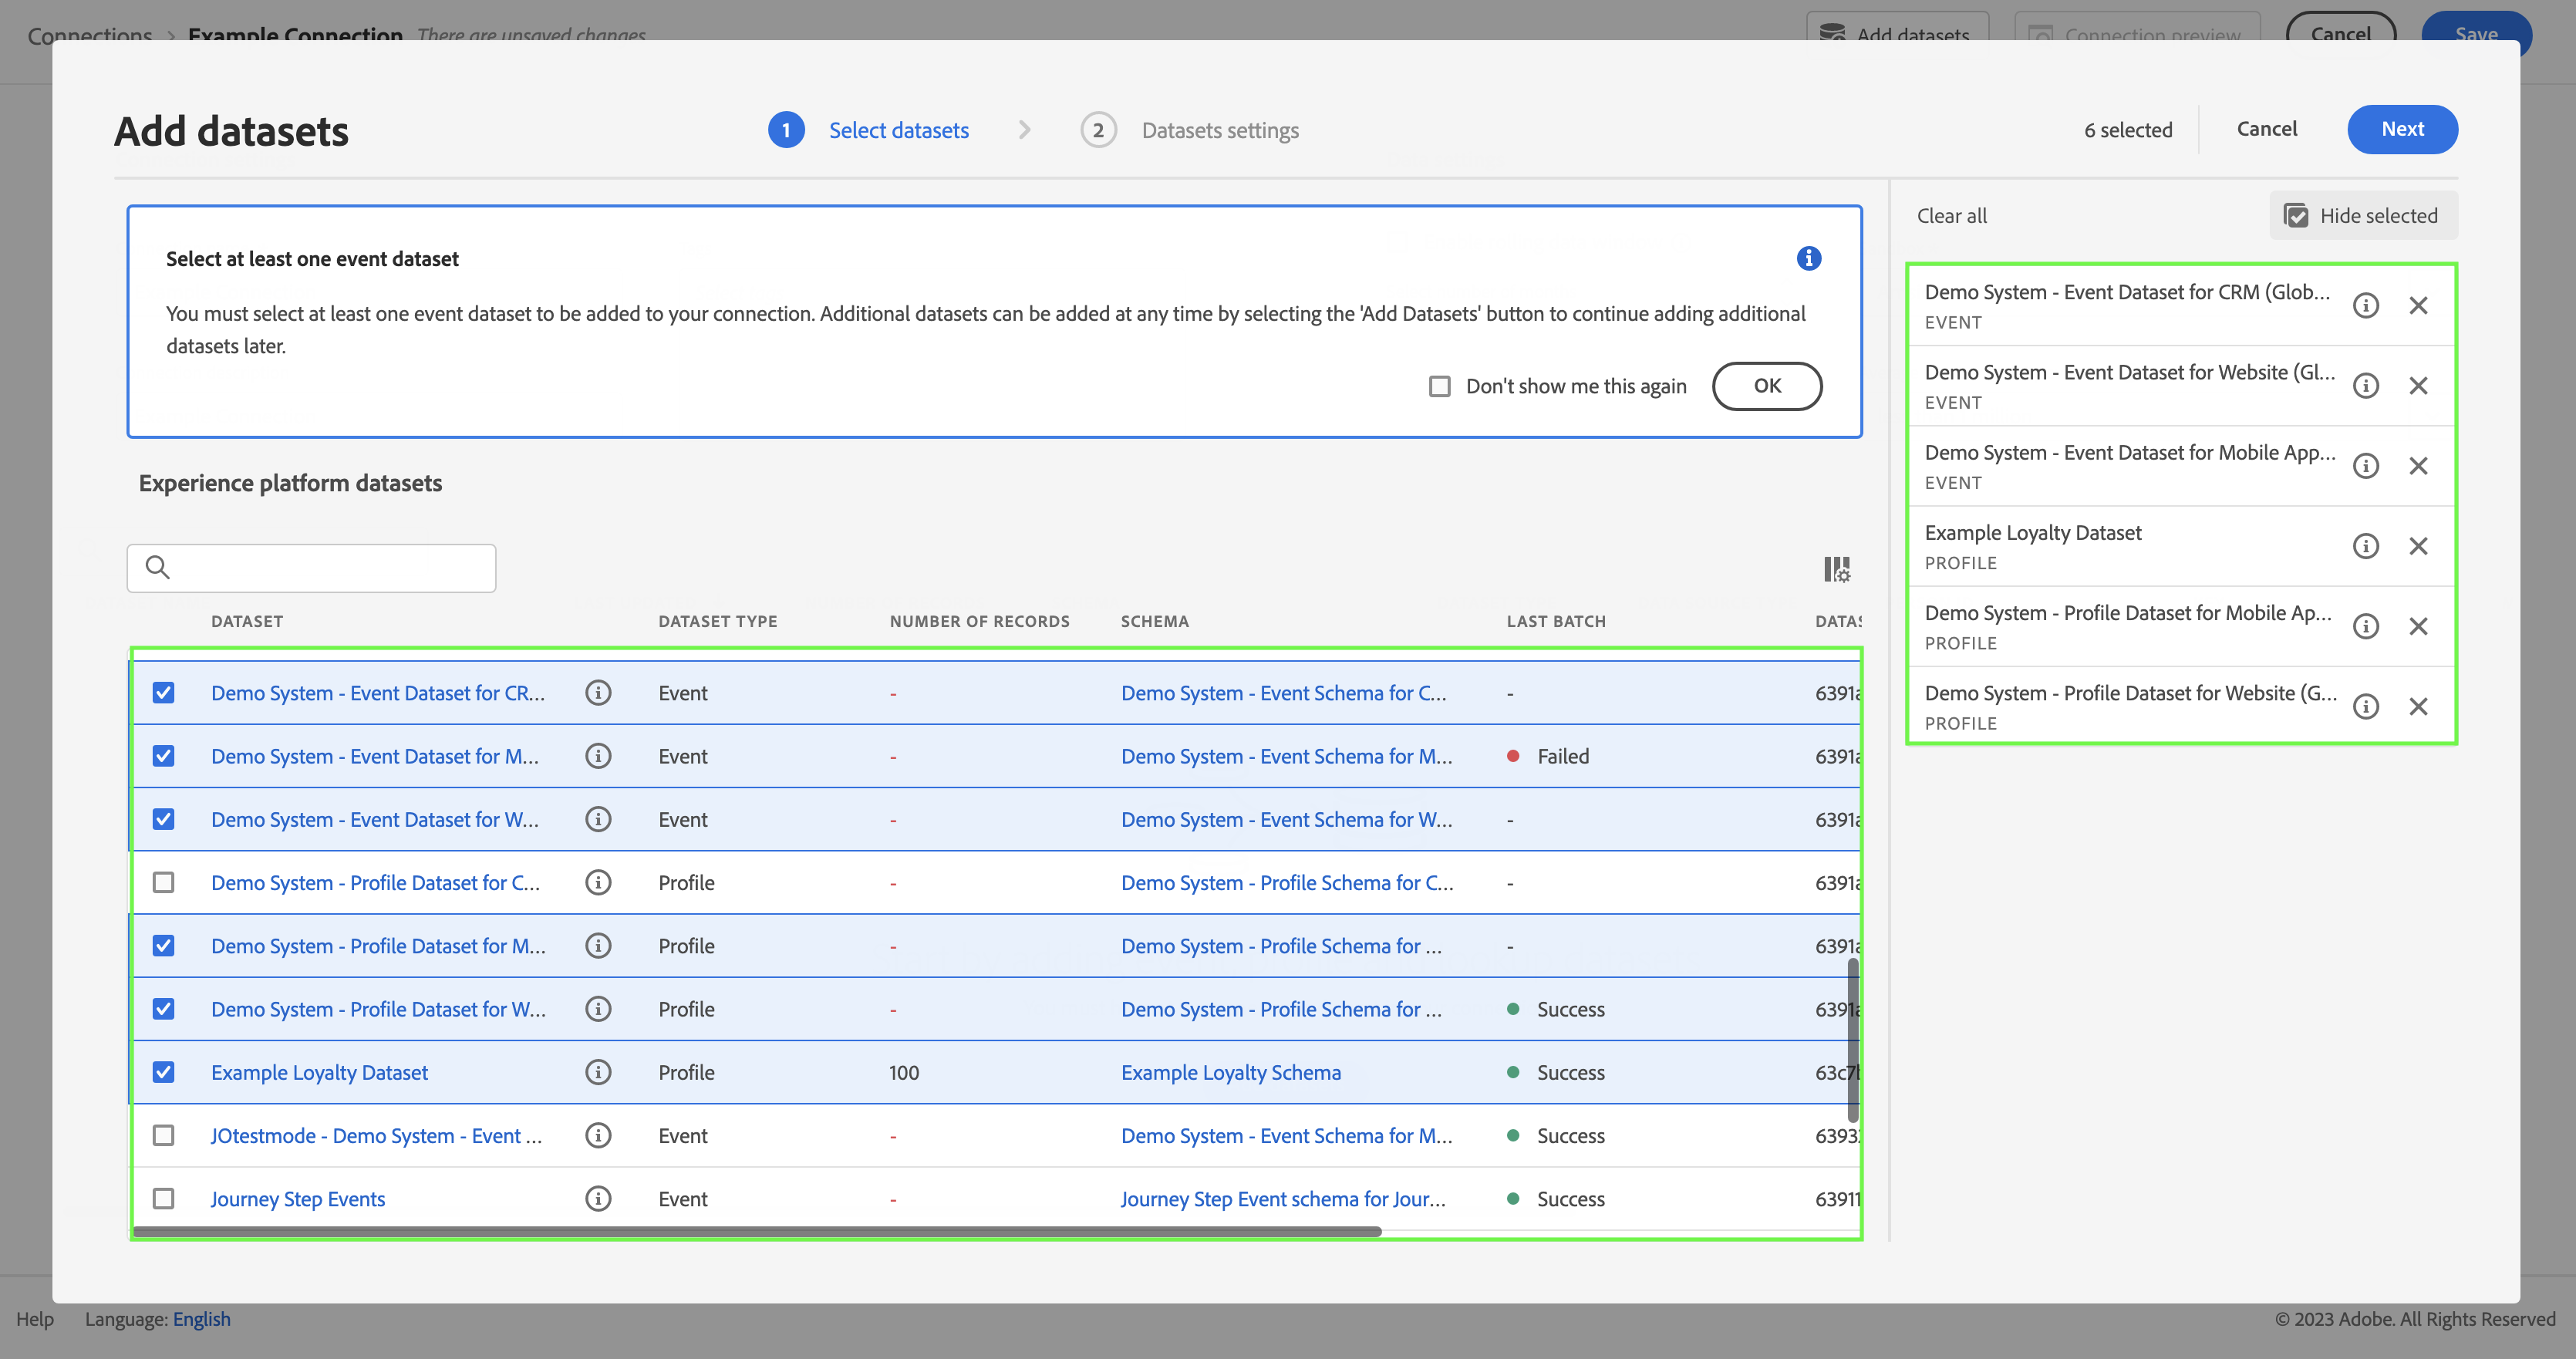 Connections > Example Connection There are unsaved changes
Add datasets
Connection preview
Cancel
Save
Add datasets
1 Select datasets
2 Datasets settings
6 selected
Cancel
Next
Select at least one event dataset
You must select at least one event dataset to be added to your connection. Additional datasets can be added at any time by selecting the 'Add Datasets' button to continue adding additional
datasets later.
Don't show me this again
OK
Clear all
Hide selected
Demo System - Event Dataset for CRM (Glob...
EVENT
Demo System - Event Dataset for Website (Gl...
EVENT
Demo System - Event Dataset for Mobile App...
EVENT
Example Loyalty Dataset
PROFILE
Demo System - Profile Dataset for Mobile Ap...
PROFILE
Demo System - Profile Dataset for Website (G...
PROFILE
Experience platform datasets
DATASET DATASET TYPE NUMBER OF RECORDS SCHEMA LAST BATCH DATAS
Demo System - Event Dataset for CR... Event - Demo System - Event Schema for C... - 6391a
Demo System - Event Dataset for M... Event - Demo System - Event Schema for M... Failed 6391a
Demo System - Event Dataset for W... Event - Demo System - Event Schema for W... - 6391a
Demo System - Profile Dataset for C... Profile - Demo System - Profile Schema for C... - 6391a
Demo System - Profile Dataset for M... Profile - Demo System - Profile Schema for ... - 6391a
Demo System - Profile Dataset for W... Profile - Demo System - Profile Schema for ... Success 6391a
Example Loyalty Dataset Profile 100 Example Loyalty Schema Success 63c7b
JOtestmode - Demo System - Event ... Event - Demo System - Event Schema for M... Success 6393
Journey Step Events Event - Journey Step Event schema for Jour... Success 63911
Help
Language: English
© 2023 Adobe. All Rights Reserved